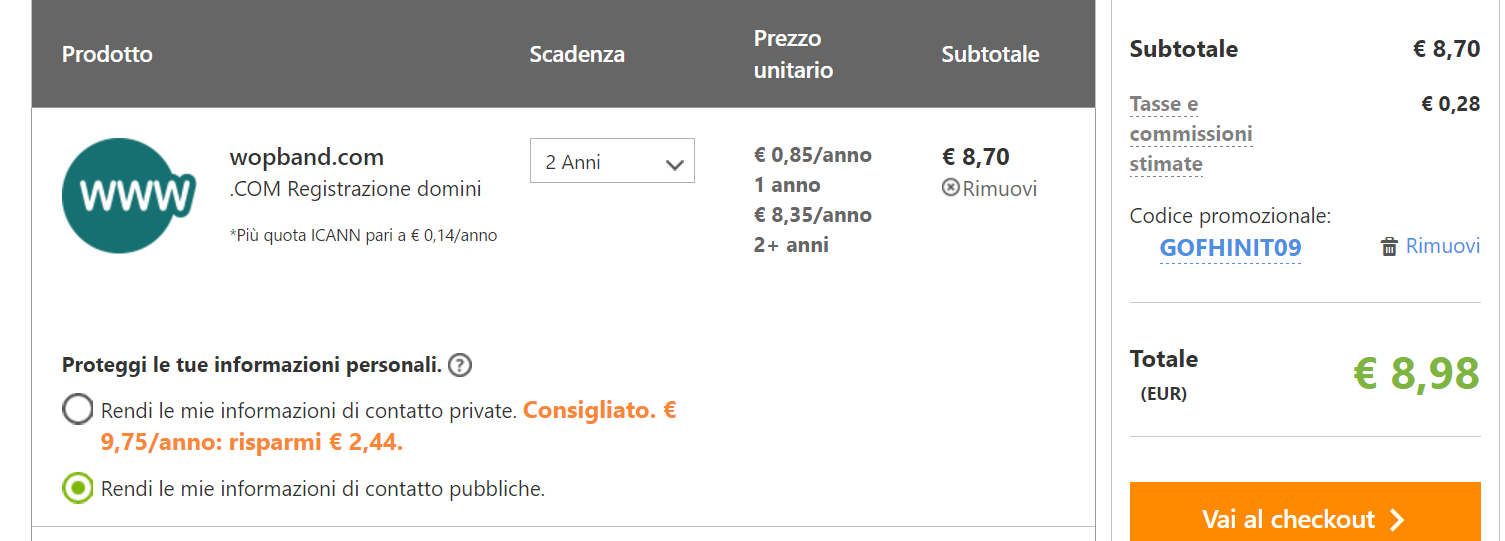 Prodotto
Scadenza
Prezzo
unitario
Subtotale
www
wopband.com
.COM Registrazione domini
*Più quota ICANN pari a € 0,14/anno
2 Anni
€ 0,85/anno
1 anno
€ 8,35/anno
2+ anni
€ 8,70
Rimuovi
Proteggi le tue informazioni personali. ?
Rendi le mie informazioni di contatto private. Consigliato. €
9,75/anno: risparmi € 2,44.
Rendi le mie informazioni di contatto pubbliche.
Subtotale € 8,70
Tasse e € 0,28
commissioni
stimate
Codice promozionale:
GOFHINIT09 Rimuovi
Totale € 8,98
(EUR)
Vai al checkout